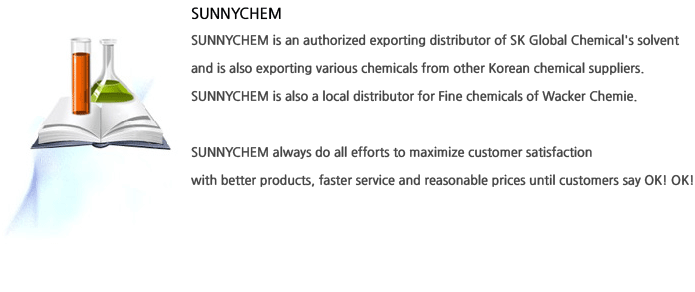 SUNNYCHEM
SUNNYCHEM is an authorized exporting distributor of SK Global Chemical's solvent
and is also exporting various chemicals from other Korean chemical suppliers.
SUNNYCHEM is also a local distributor for Fine chemicals of Wacker Chemie.
SUNNYCHEM always do all efforts to maximize customer satisfaction
with better products, faster service and reasonable prices until customers say OK! OK!